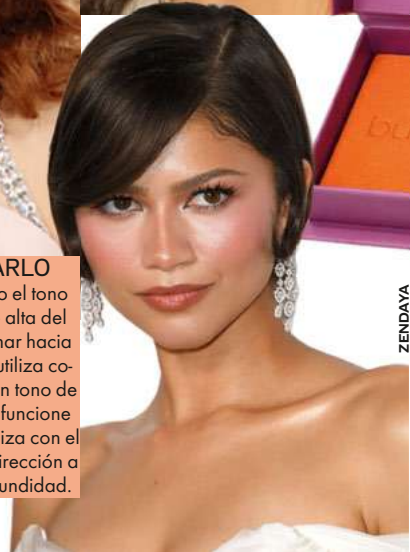 ARLO
o el tono
alta del
nar hacia
utiliza co-
n tono de
funcione
iza con el
irección a
undidad.
ZENDAYA
bu